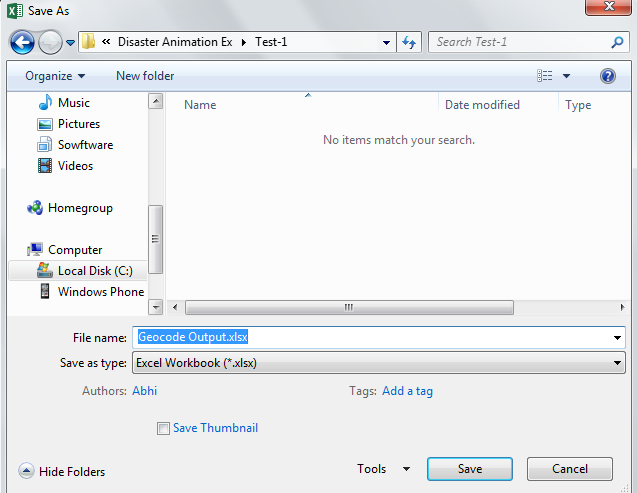 Save As
« Disaster Animation Ex Test-1 Search Test-1
Organize New folder
Name Date modified Type
No items match your search.
Music
Pictures
Sowftware
Videos
Homegroup
Computer
Local Disk (C:)
Windows Phone
File name: Geocode Output.xlsx
Save as type: Excel Workbook (*.xlsx)
Authors: Abhi Tags: Add a tag
Save Thumbnail
Hide Folders Tools Save Cancel